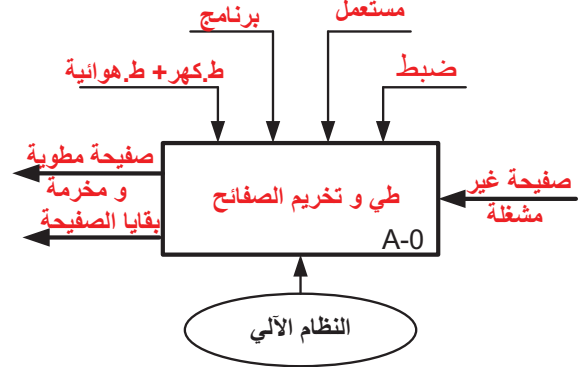 مستعمل
برنامج
ضبط
ط.كهر+ ط.هوائية
صفيحة غير
مشغلة
طي و تخريم الصفائح
A-0
صفيحة مطوية
و مخرمة
بقايا الصفيحة
النظام الآلي